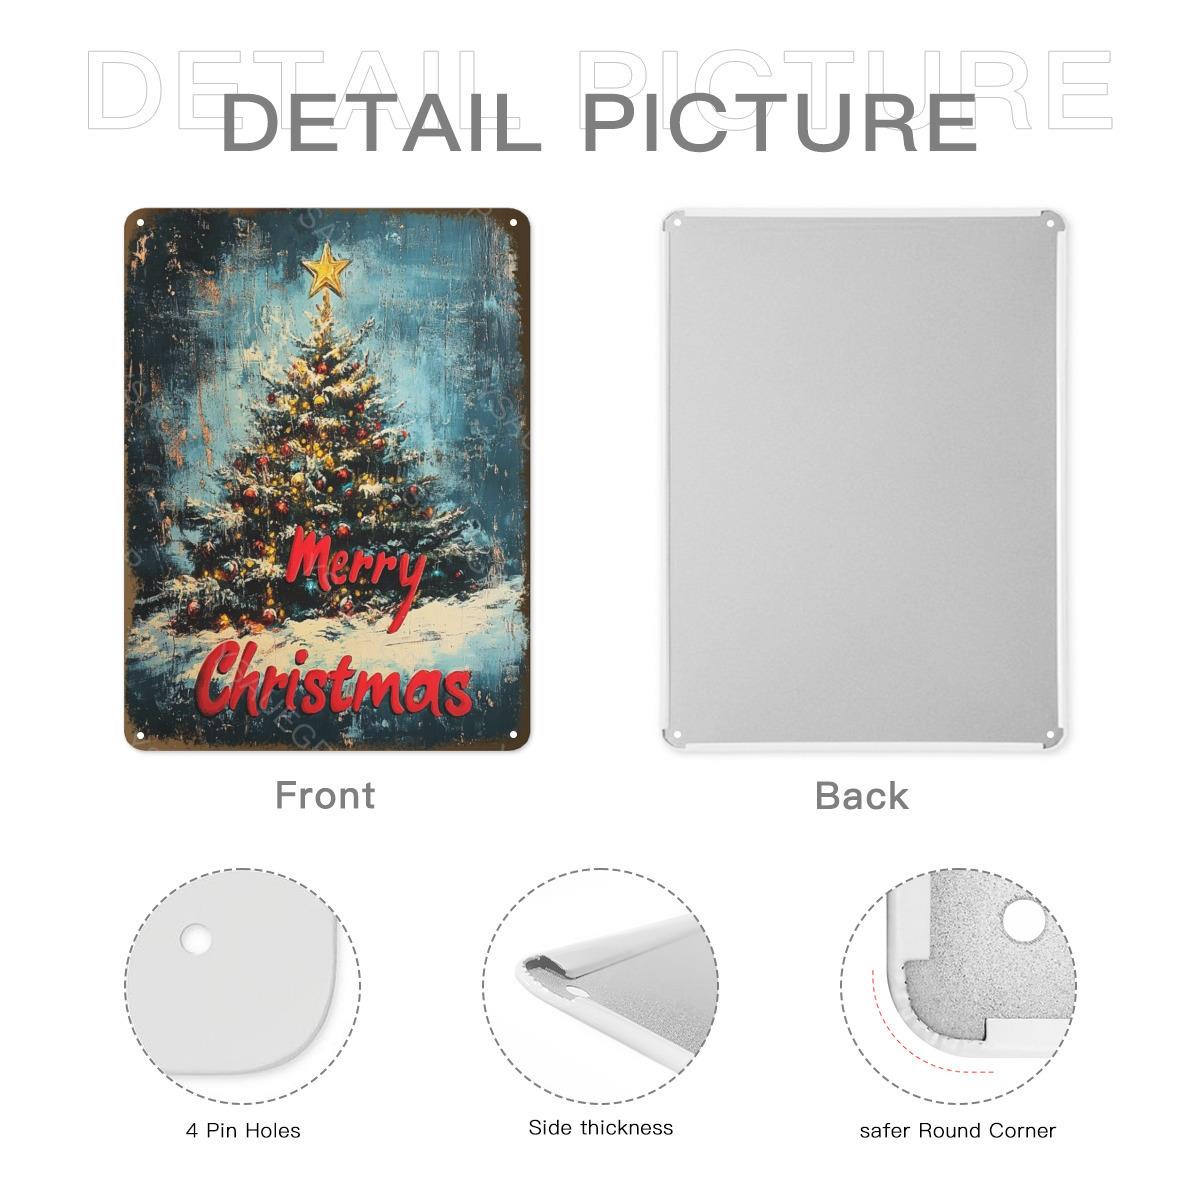 DETAIL PICTURE
DETAIL PICTURE
Merry
Christmas
Front
Back
4 Pin Holes
Side thickness
safer Round Corner